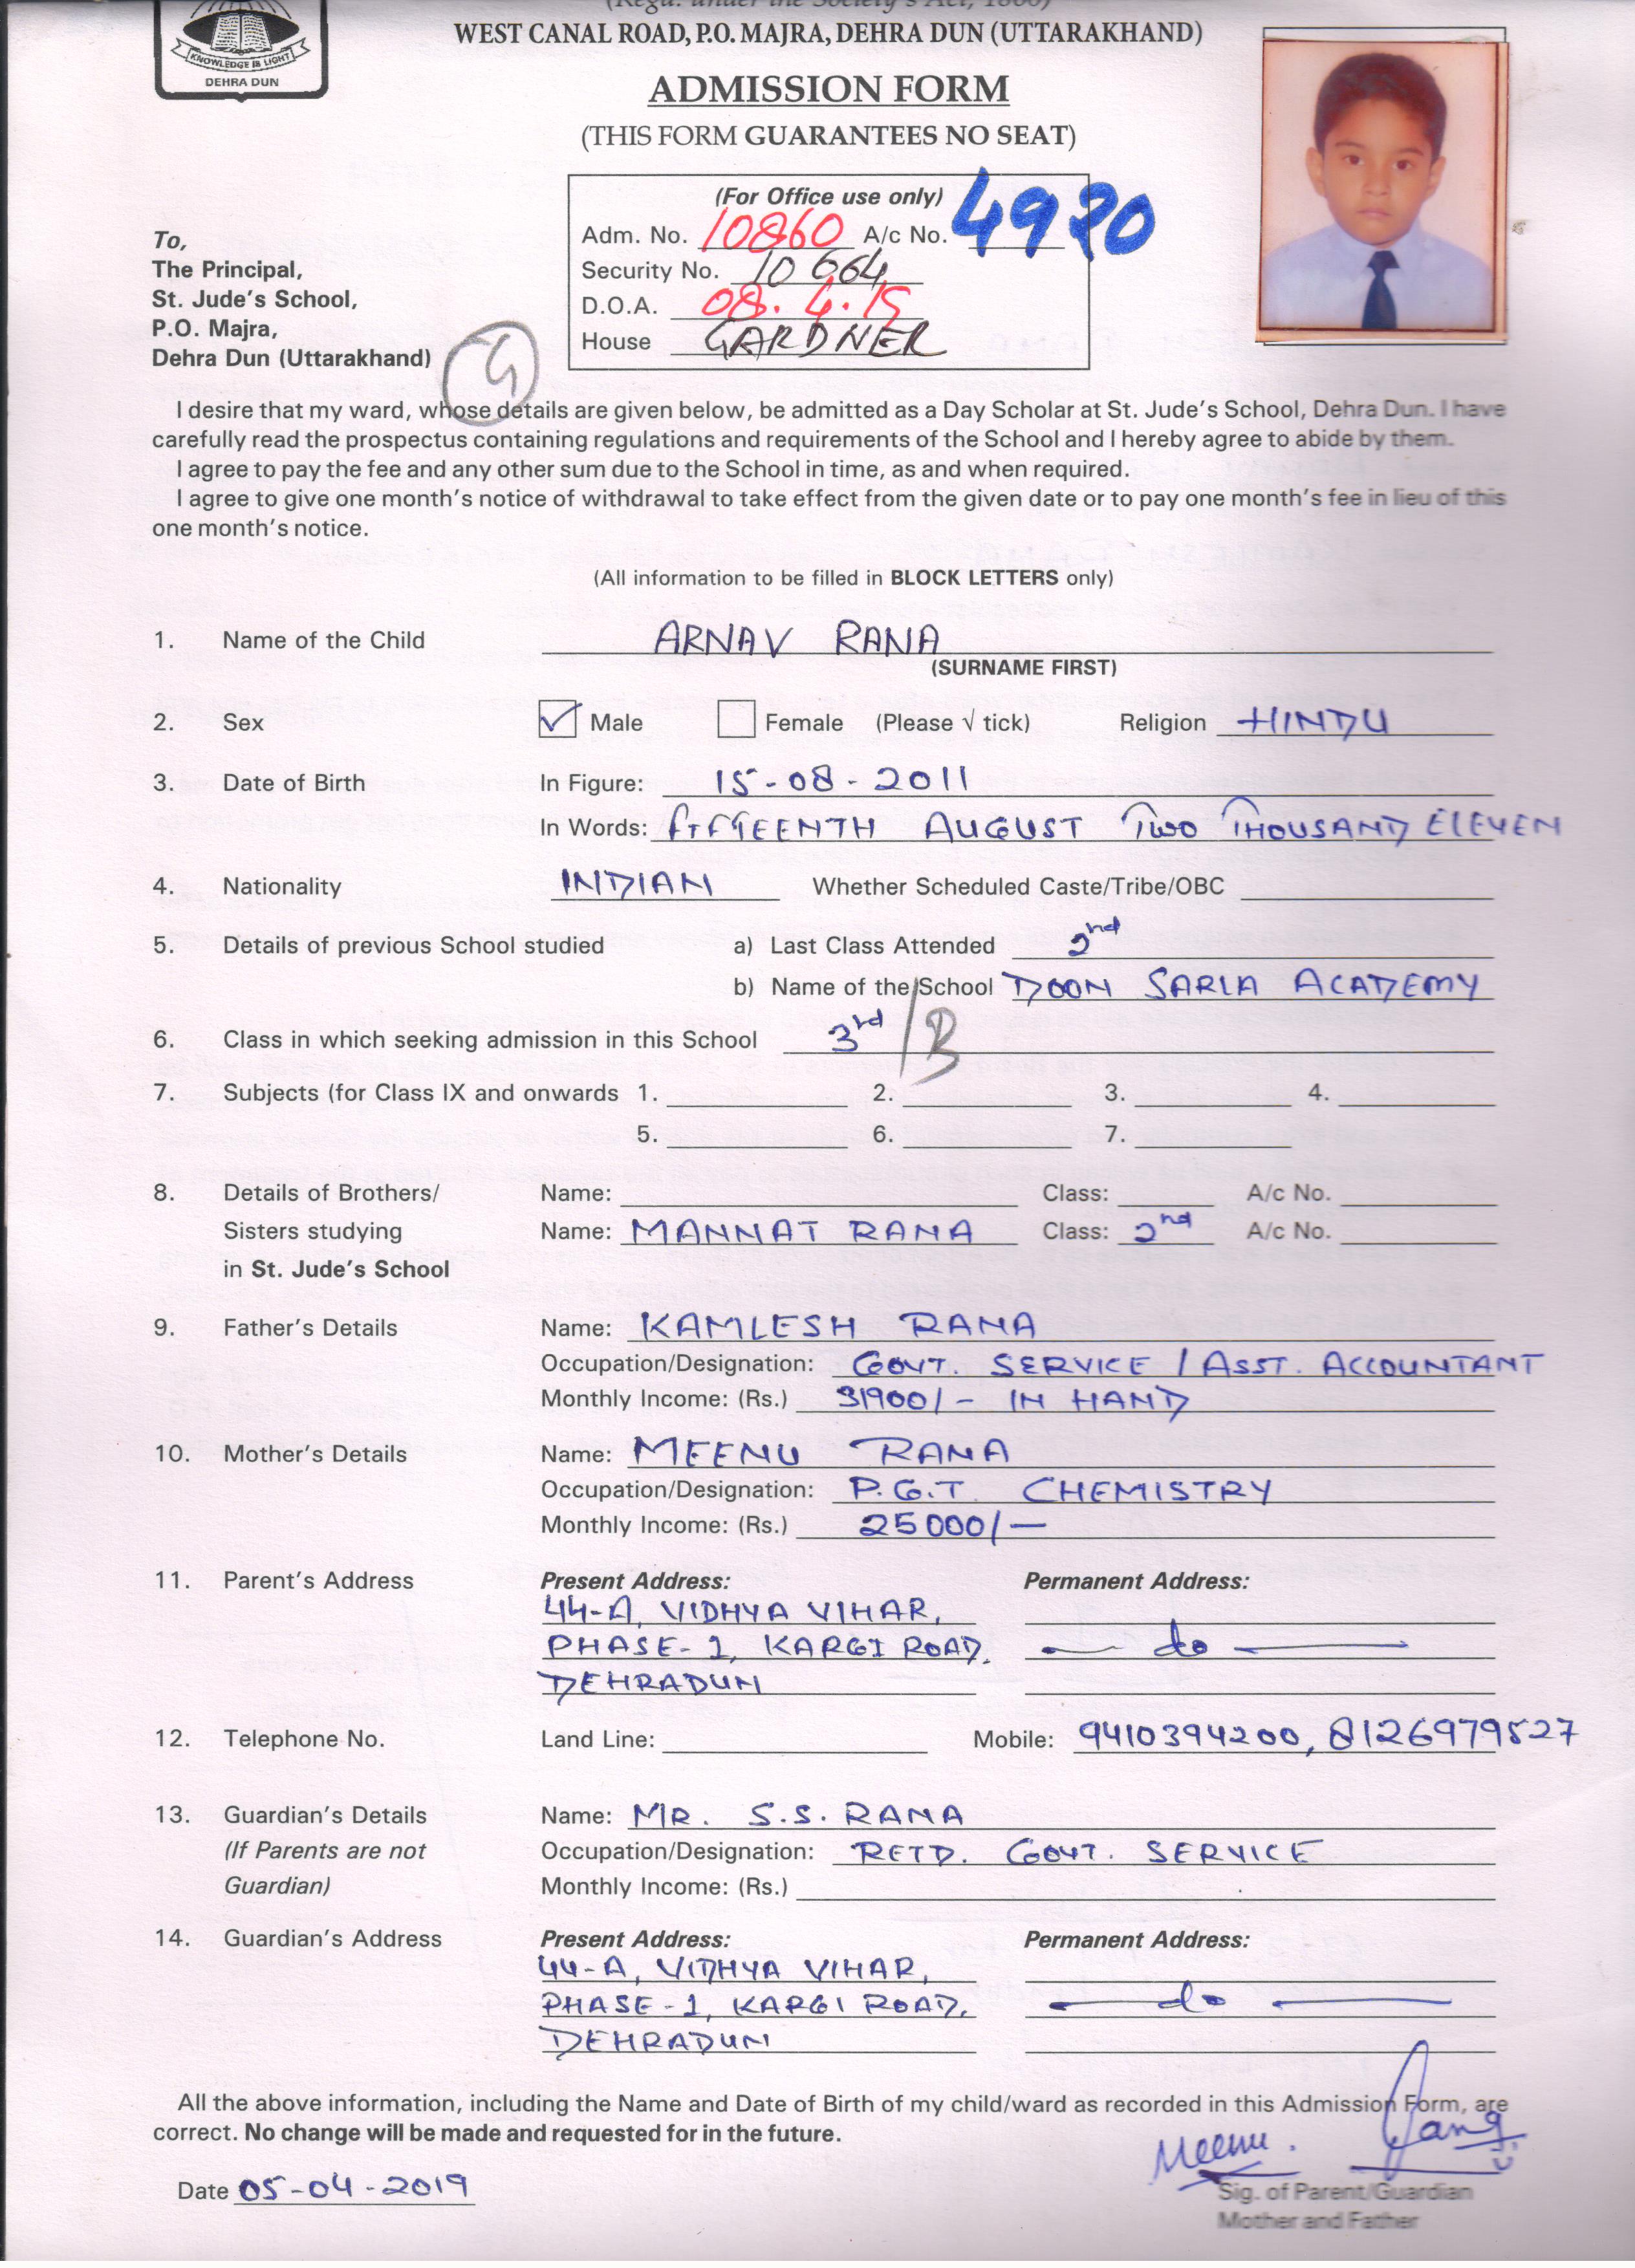 (Regd. under the Society's Act, 1860)
WEST CANAL ROAD, P.O. MAJRA, DEHRA DUN (UTTARAKHAND)
KNOWLEDGE IS LIGHT
DEHRA DUN
ADMISSION FORM
(THIS FORM GUARANTEES NO SEAT)
(For Office use only)
Adm. No. 10860 A/c No. 4920
Security No. 10664
D.O.A. 08.4.19
House GARDNER
To,
The Principal,
St. Jude's School,
P.O. Majra,
Dehra Dun (Uttarakhand)
G
I desire that my ward, whose details are given below, be admitted as a Day Scholar at St. Jude's School, Dehra Dun. I have
carefully read the prospectus containing regulations and requirements of the School and I hereby agree to abide by them.
I agree to pay the fee and any other sum due to the School in time, as and when required.
I agree to give one month's notice of withdrawal to take effect from the given date or to pay one month's fee in lieu of this
one month's notice.
(All information to be filled in BLOCK LETTERS only)
1. Name of the Child ARNAV RANA
(SURNAME FIRST)
2. Sex ✓ Male Female (Please √ tick) Religion HINDU
3. Date of Birth In Figure: 15-08-2011
In Words: FIFTEENTH AUGUST TWO THOUSAND ELEVEN
4. Nationality INDIAN Whether Scheduled Caste/Tribe/OBC
5. Details of previous School studied a) Last Class Attended 2nd
b) Name of the School DOON SARLA ACADEMY
6. Class in which seeking admission in this School 3rd / B
7. Subjects (for Class IX and onwards 1. 2. 3. 4.
5. 6. 7.
8. Details of Brothers/ Name: Class: A/c No.
Sisters studying Name: MANNAT RANA Class: 2nd A/c No.
in St. Jude's School
9. Father's Details Name: KAMLESH RANA
Occupation/Designation: GOVT. SERVICE / ASST. ACCOUNTANT
Monthly Income: (Rs.) 31900/- IN HAND
10. Mother's Details Name: MEENU RANA
Occupation/Designation: P.G.T. CHEMISTRY
Monthly Income: (Rs.) 25000/-
11. Parent's Address Present Address: Permanent Address:
44-A, VIDHYA VIHAR,
PHASE-1, KARGI ROAD, — do —
DEHRADUN
12. Telephone No. Land Line: Mobile: 9410394200, 8126979527
13. Guardian's Details Name: MR. S.S. RANA
(If Parents are not Occupation/Designation: RETD. GOVT. SERVICE
Guardian) Monthly Income: (Rs.)
14. Guardian's Address Present Address: Permanent Address:
44-A, VIDHYA VIHAR,
PHASE-1, KARGI ROAD, — do —
DEHRADUN
All the above information, including the Name and Date of Birth of my child/ward as recorded in this Admission Form, are
correct. No change will be made and requested for in the future.
Meenu.
Date 05-04-2019
Sig. of Parent/Guardian
Mother and Father